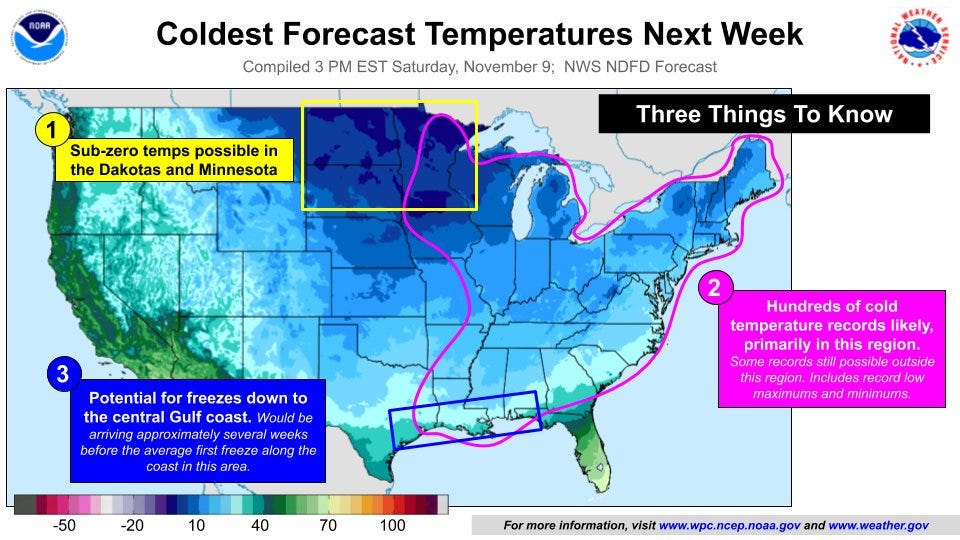 NOAA
Coldest Forecast Temperatures Next Week
Compiled 3 PM EST Saturday, November 9;  NWS NDFD Forecast
NATIONAL WEATHER SERVICE
Three Things To Know
1
Sub-zero temps possible in
the Dakotas and Minnesota
2
Hundreds of cold
temperature records likely,
primarily in this region.
Some records still possible outside
this region. Includes record low
maximums and minimums.
3
Potential for freezes down to
the central Gulf coast. Would be
arriving approximately several weeks
before the average first freeze along the
coast in this area.
-50 -20 10 40 70 100
For more information, visit www.wpc.ncep.noaa.gov and www.weather.gov